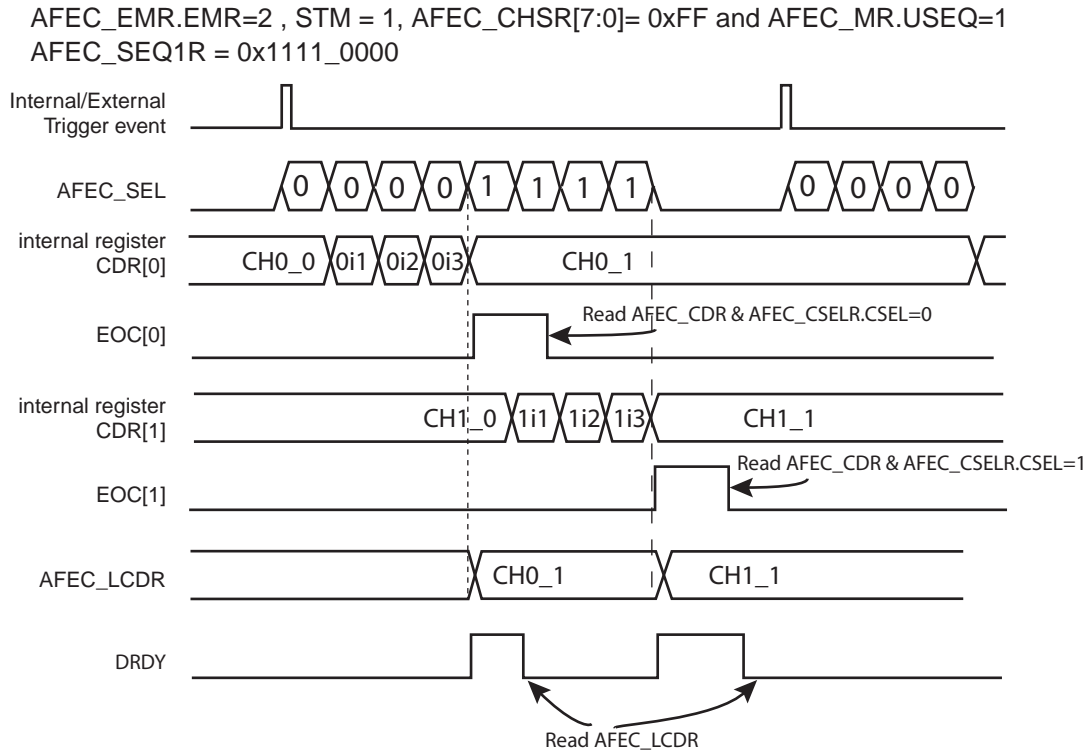 AFEC_EMR.EMR=2 , STM = 1, AFEC_CHSR[7:0]= 0xFF and AFEC_MR.USEQ=1
AFEC_SEQ1R = 0x1111_0000
Internal/External
Trigger event
AFEC_SEL
0 0 0 0 1 1 1 1 0 0 0 0
internal register
CDR[0]
CH0_0 0i1 0i2 0i3 CH0_1
EOC[0]
Read AFEC_CDR & AFEC_CSELR.CSEL=0
internal register
CDR[1]
CH1_0 1i1 1i2 1i3 CH1_1
EOC[1]
Read AFEC_CDR & AFEC_CSELR.CSEL=1
AFEC_LCDR
CH0_1 CH1_1
DRDY
Read AFEC_LCDR